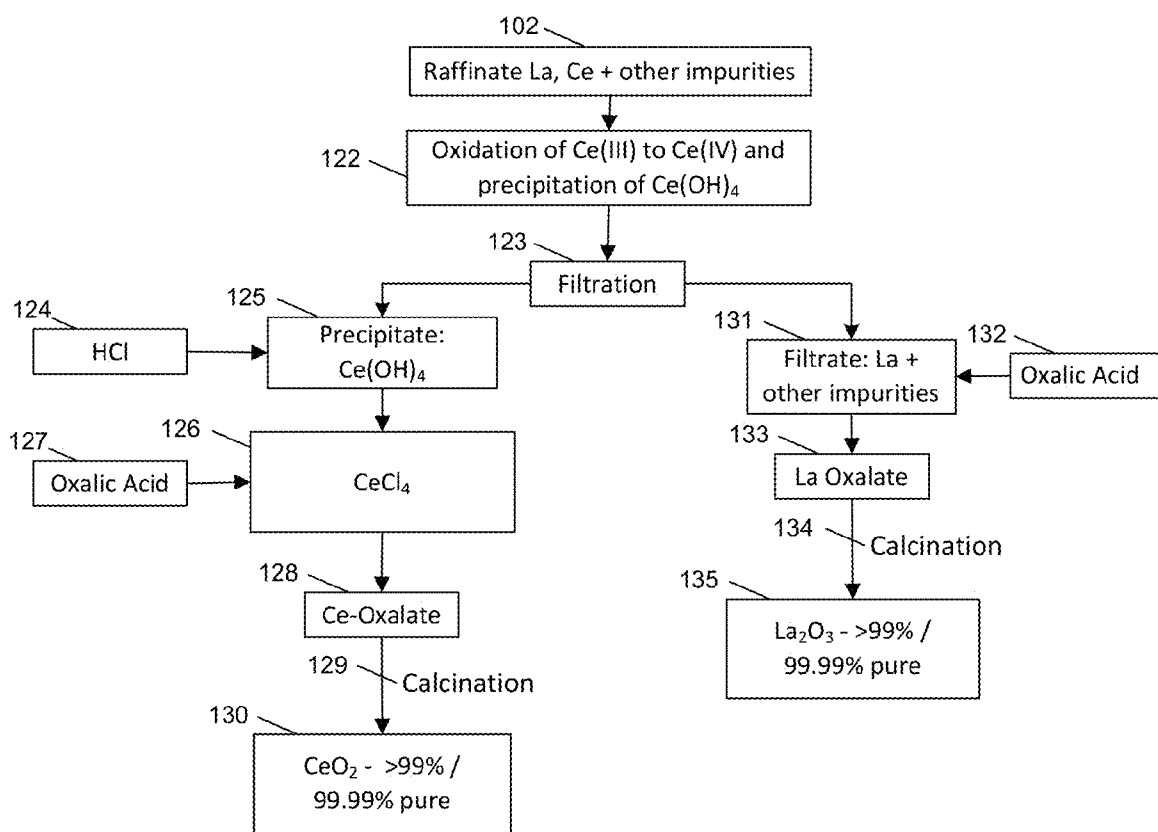 102
Raffinate La, Ce + other impurities
122
Oxidation of Ce(III) to Ce(IV) and
precipitation of Ce(OH)₄
123
Filtration
124
HCl
125
Precipitate:
Ce(OH)₄
131
Filtrate: La +
other impurities
132
Oxalic Acid
127
Oxalic Acid
126
CeCl₄
133
La Oxalate
134
Calcination
128
Ce-Oxalate
135
La₂O₃ - >99% /
99.99% pure
129
Calcination
130
CeO₂ - >99% /
99.99% pure